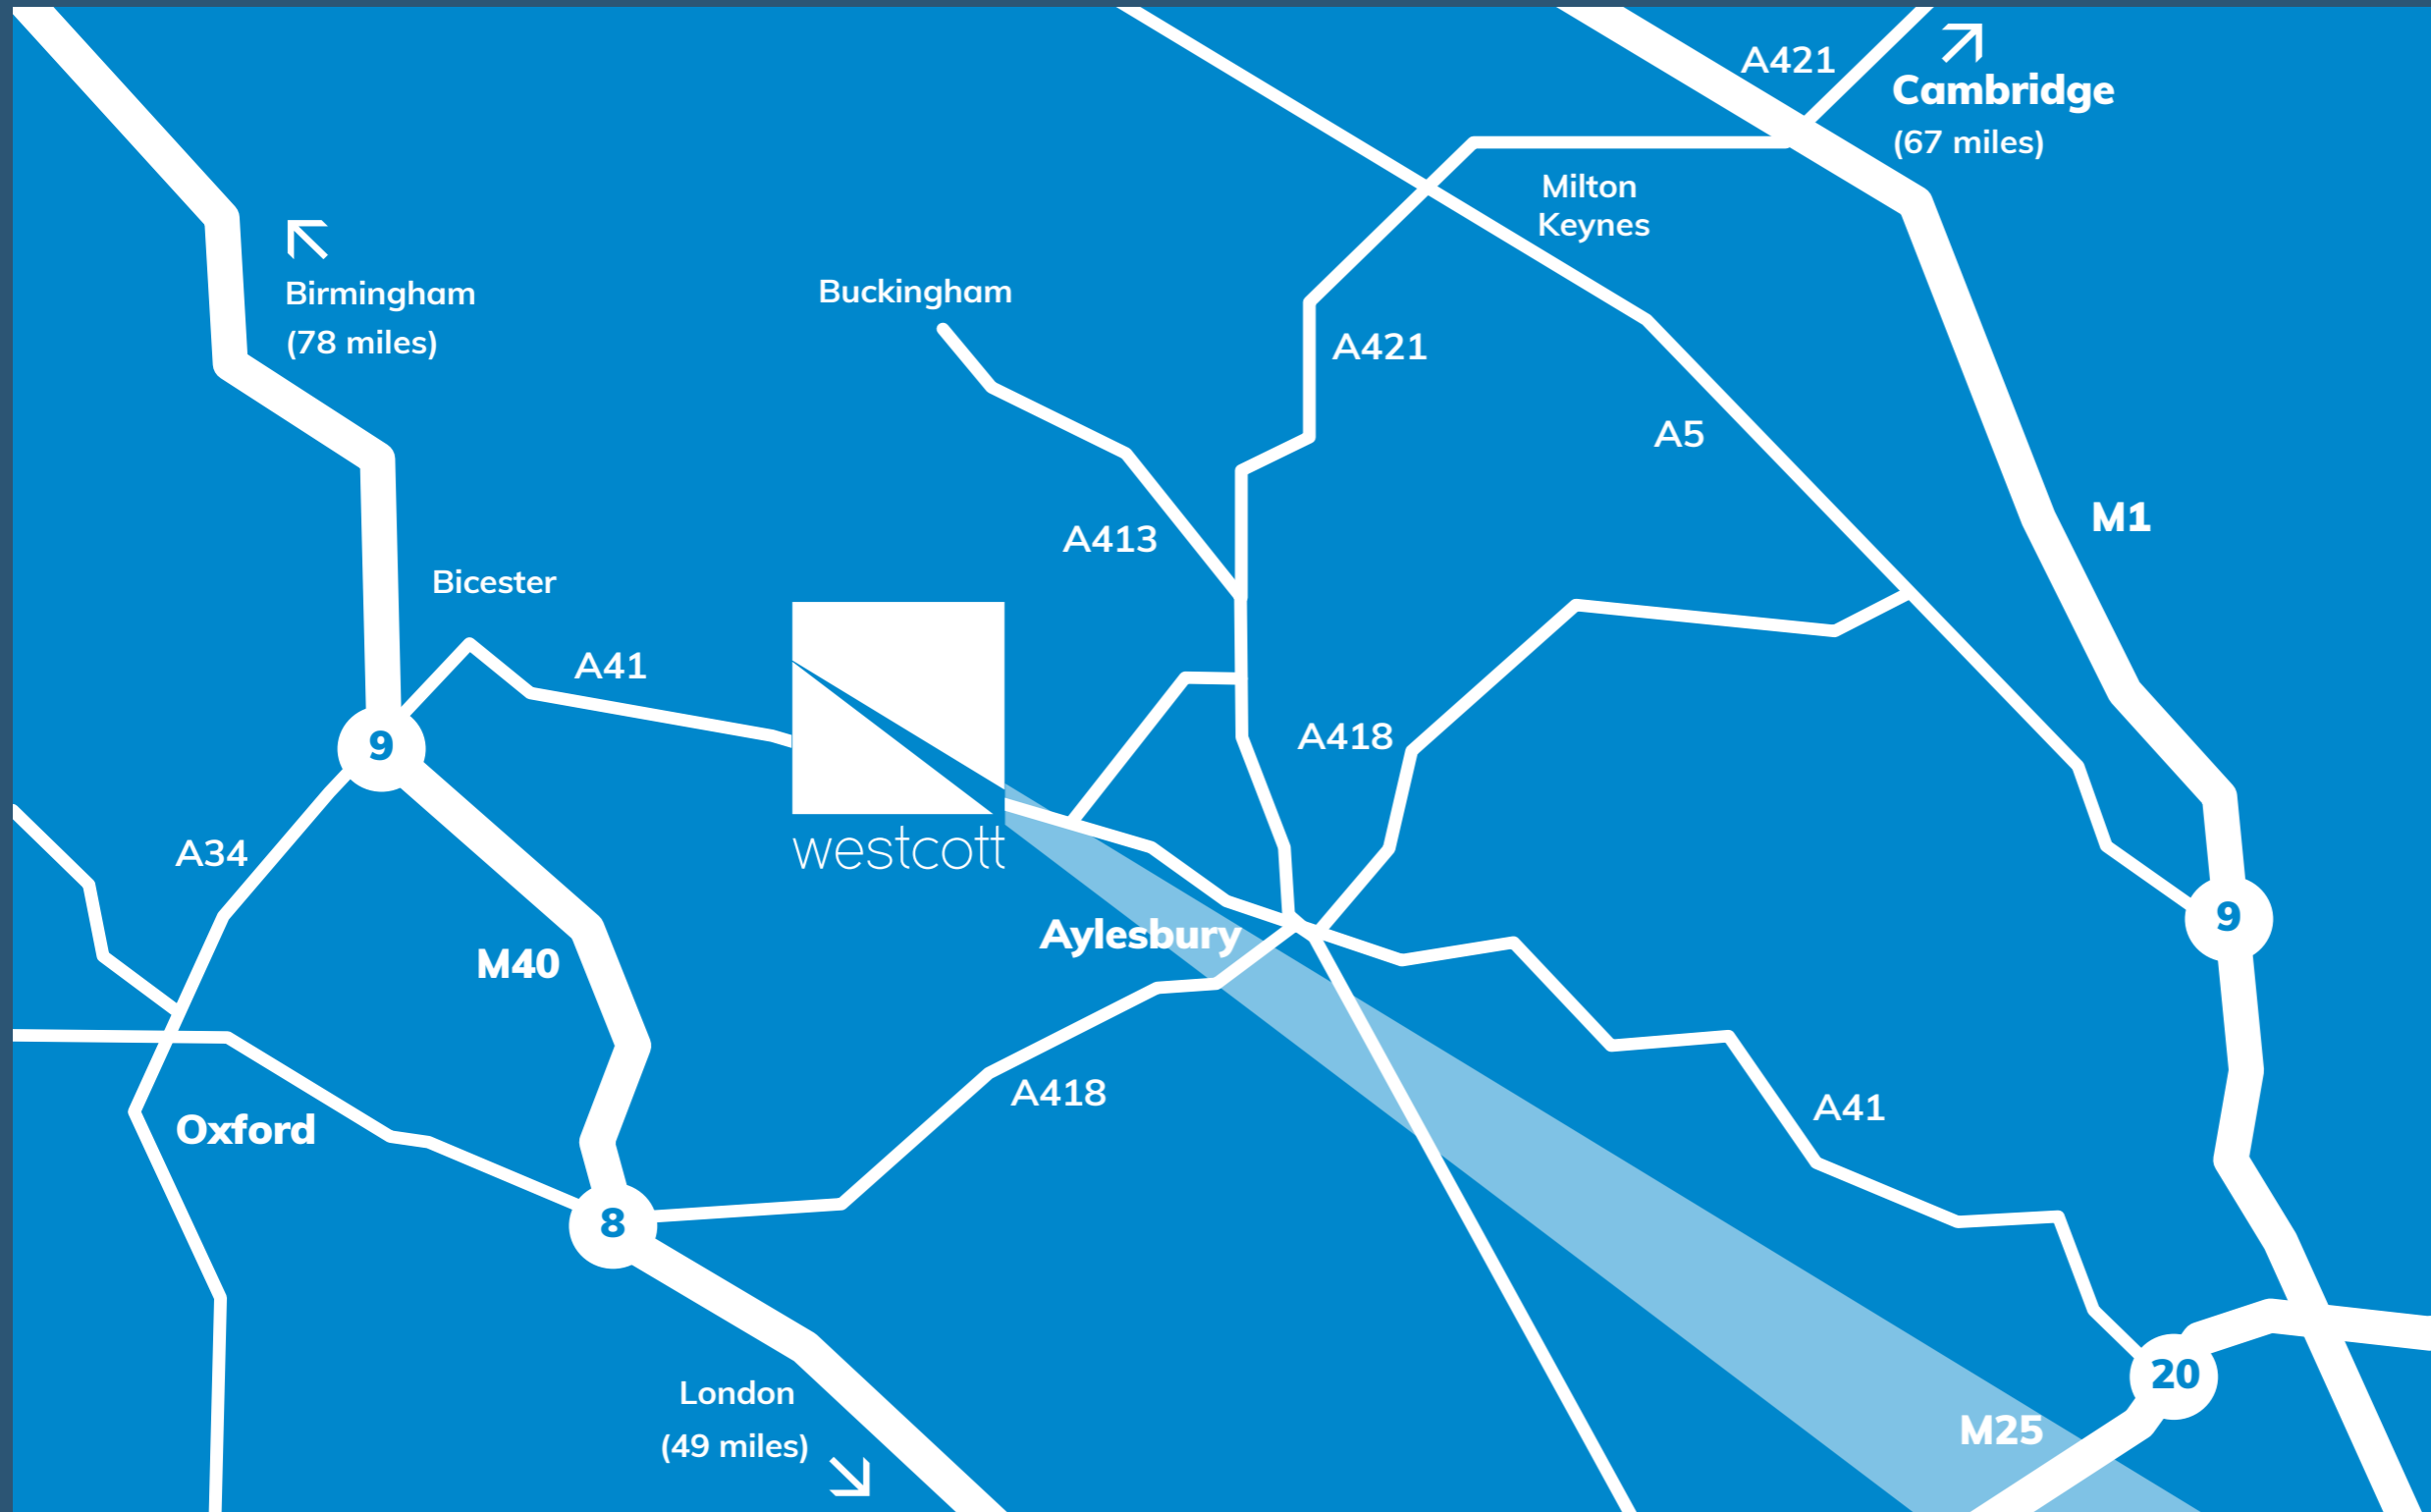 A421
Cambridge
(67 miles)
Milton
Keynes
Birmingham
(78 miles)
Buckingham
A421
A5
M1
A413
Bicester
A41
9
A418
westcott
A34
9
Aylesbury
M40
A418
A41
Oxford
8
20
London
(49 miles)
M25